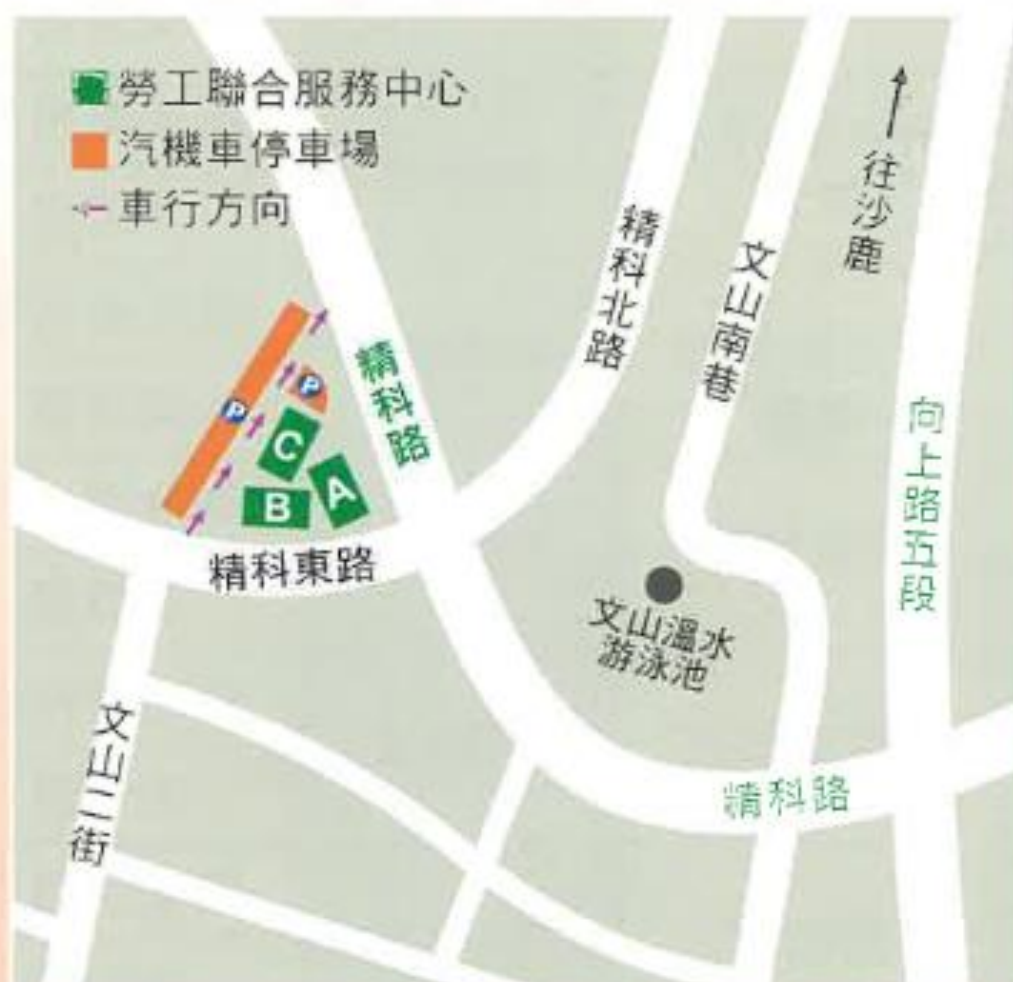 勞工聯合服務中心
汽機車停車場
車行方向
往沙鹿
精科北路
文山南巷
精科路
向上路五段
P
P
C
A
B
精科東路
文山溫水
游泳池
文山二街
精科路